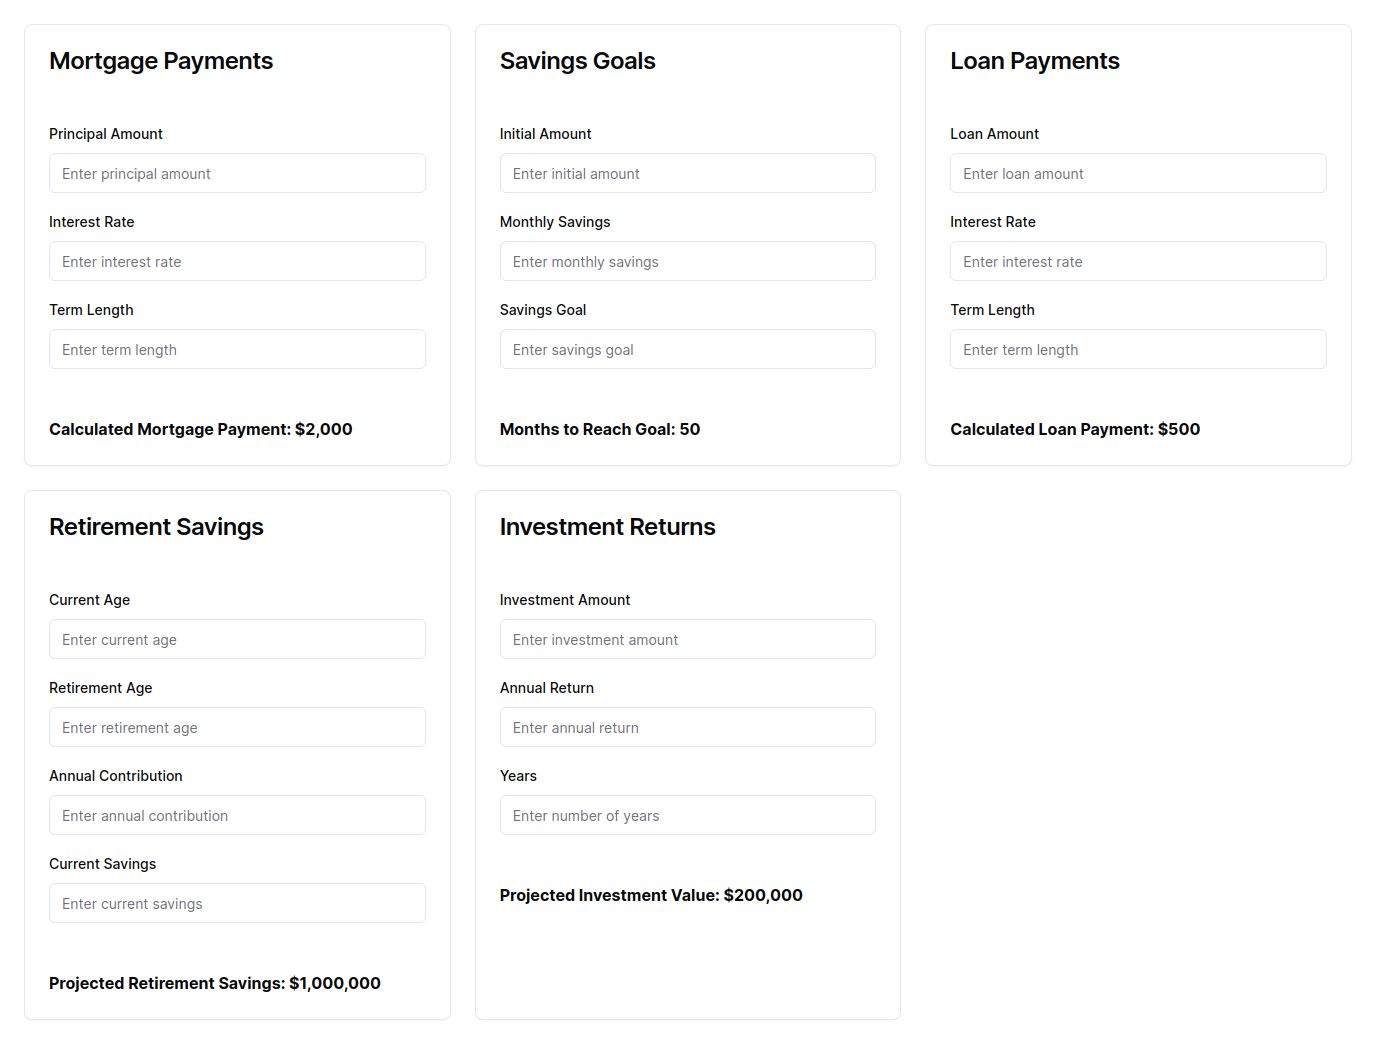 Mortgage Payments
Principal Amount
Enter principal amount
Interest Rate
Enter interest rate
Term Length
Enter term length
Calculated Mortgage Payment: $2,000
Savings Goals
Initial Amount
Enter initial amount
Monthly Savings
Enter monthly savings
Savings Goal
Enter savings goal
Months to Reach Goal: 50
Loan Payments
Loan Amount
Enter loan amount
Interest Rate
Enter interest rate
Term Length
Enter term length
Calculated Loan Payment: $500
Retirement Savings
Current Age
Enter current age
Retirement Age
Enter retirement age
Annual Contribution
Enter annual contribution
Current Savings
Enter current savings
Projected Retirement Savings: $1,000,000
Investment Returns
Investment Amount
Enter investment amount
Annual Return
Enter annual return
Years
Enter number of years
Projected Investment Value: $200,000